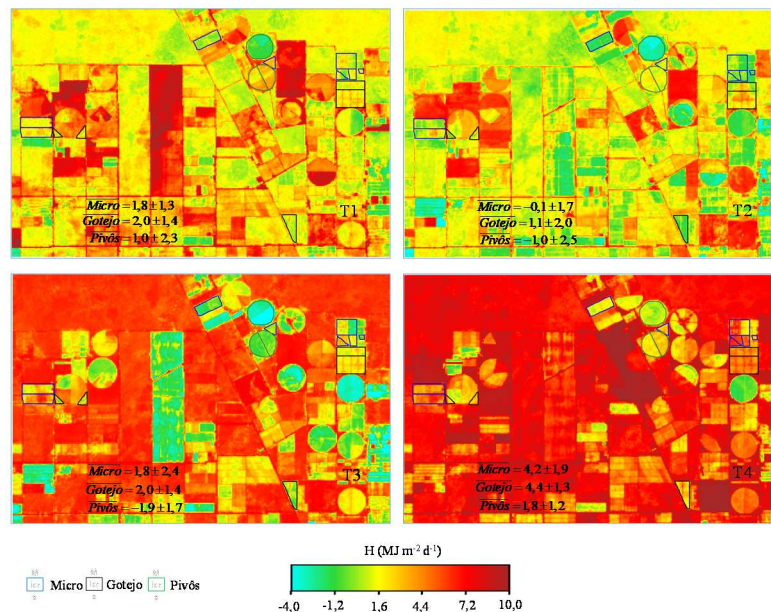 Micro = 1,8 ± 1,3
Gotejo = 2,0 ± 1,4
Pivôs = 1,0 ± 2,3
T1
Micro = −0,1 ± 1,7
Gotejo = 1,1 ± 2,0
Pivôs = −1,0 ± 2,5
T2
Micro = 1,8 ± 2,4
Gotejo = 2,0 ± 1,4
Pivôs = −1,9 ± 1,7
T3
Micro = 4,2 ± 1,9
Gotejo = 4,4 ± 1,3
Pivôs = 1,8 ± 1,2
T4
H (MJ m⁻² d⁻¹)
Micro Gotejo Pivôs
-4,0 -1,2 1,6 4,4 7,2 10,0